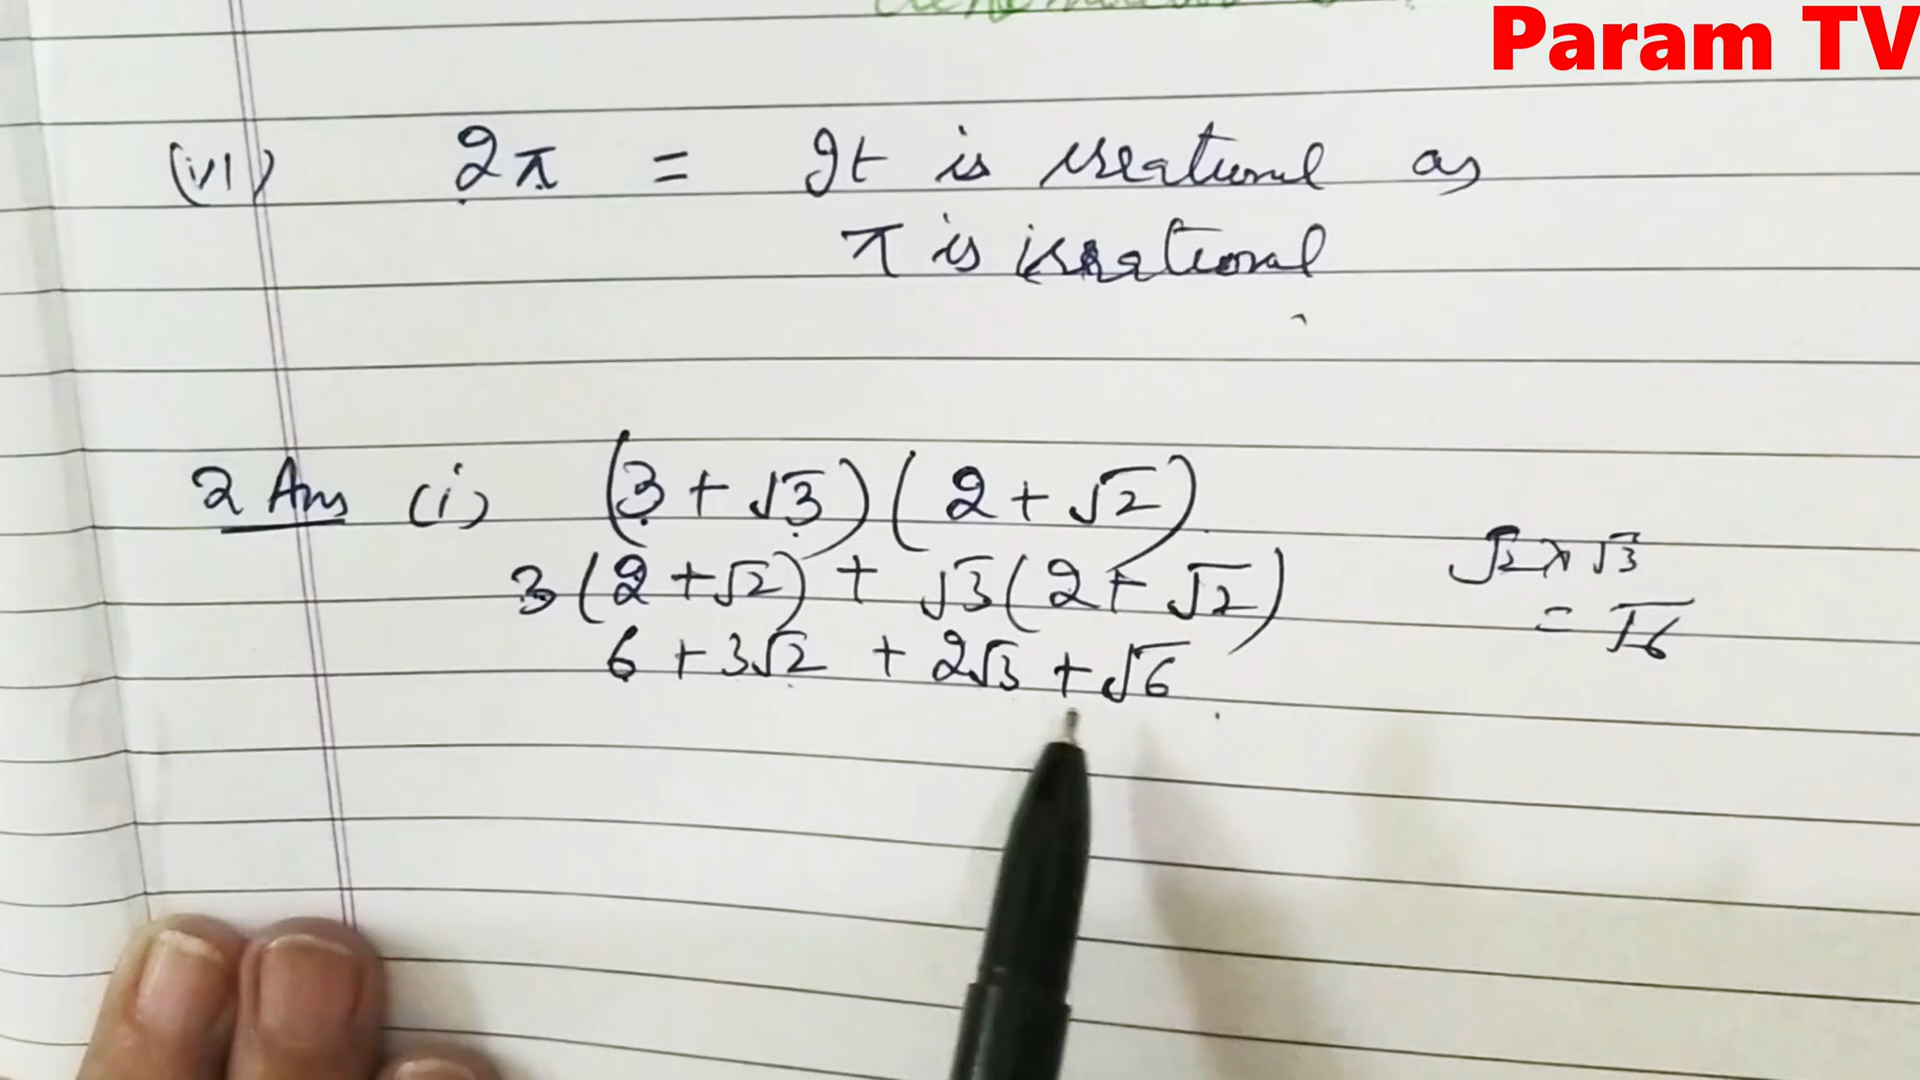 Param TV
(vi) 2π = It is irrational as
π is irrational
2 Ans (i) (3 + √3) ( 2 + √2)
3 (2 + √2) + √3 (2 + √2)
6 + 3√2 + 2√3 + √6
√2 × √3
= √6